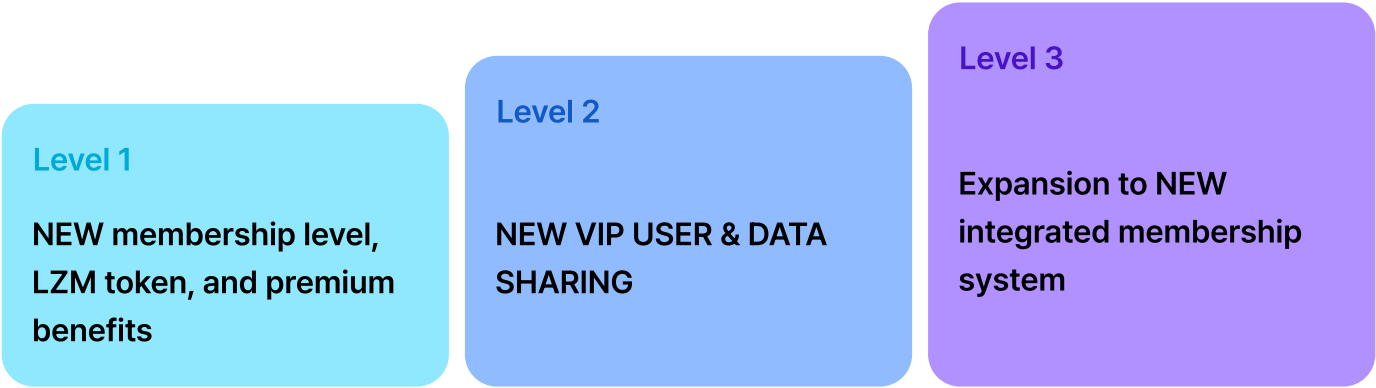 Level 1
NEW membership level,
LZM token, and premium
benefits
Level 2
NEW VIP USER & DATA
SHARING
Level 3
Expansion to NEW
integrated membership
system